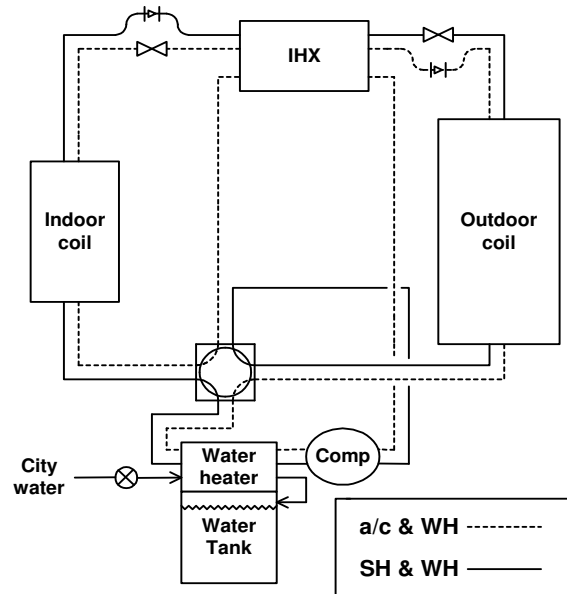 IHX
Indoor
coil
Outdoor
coil
Water
heater
Comp
City
water
Water
Tank
a/c & WH
SH & WH